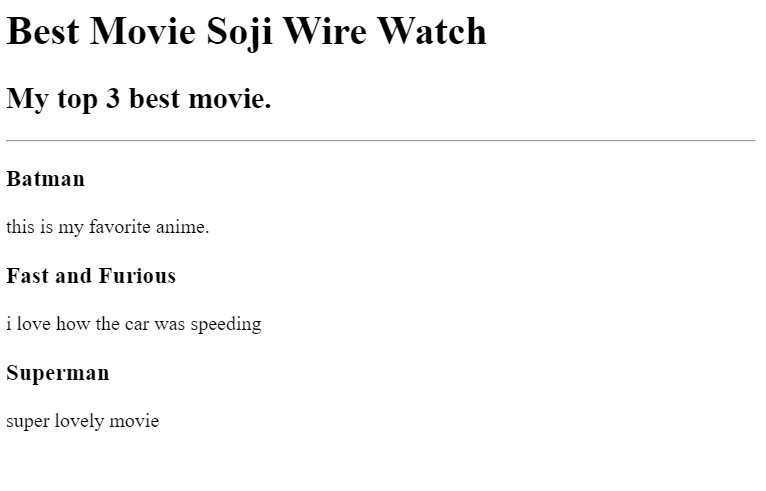 Best Movie Soji Wire Watch
My top 3 best movie.
Batman
this is my favorite anime.
Fast and Furious
i love how the car was speeding
Superman
super lovely movie